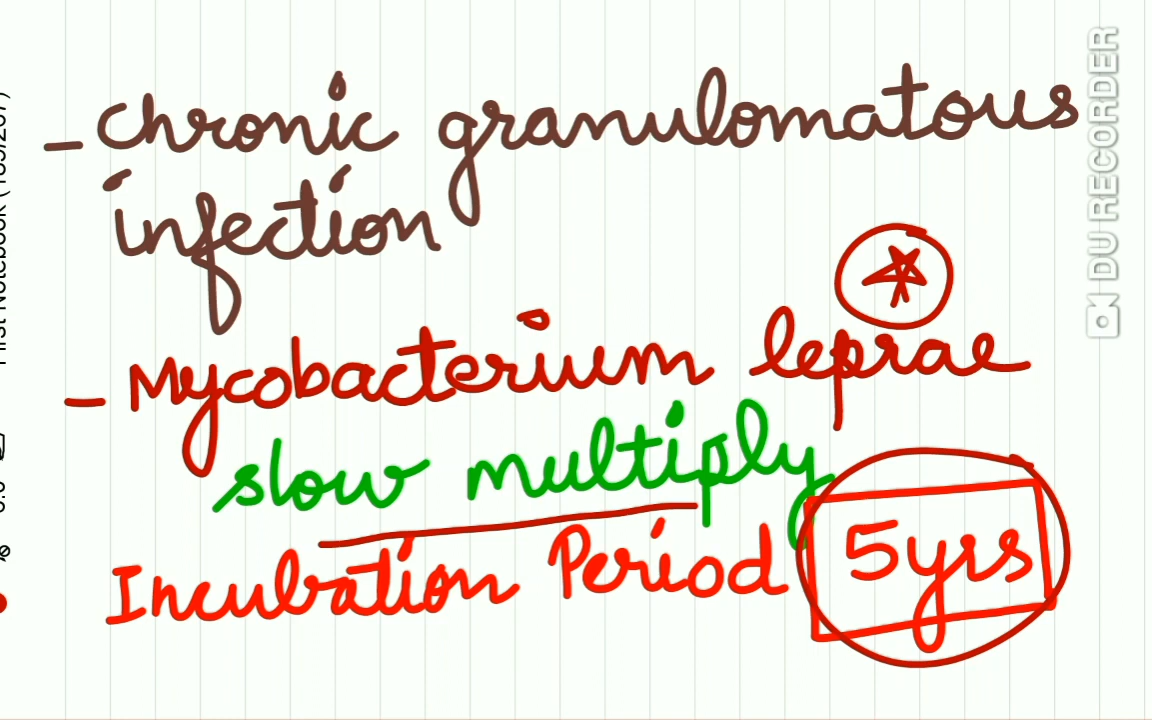 - chronic granulomatous
infection
- Mycobacterium leprae
slow multiply
Incubation Period 5yrs
DU RECORDER